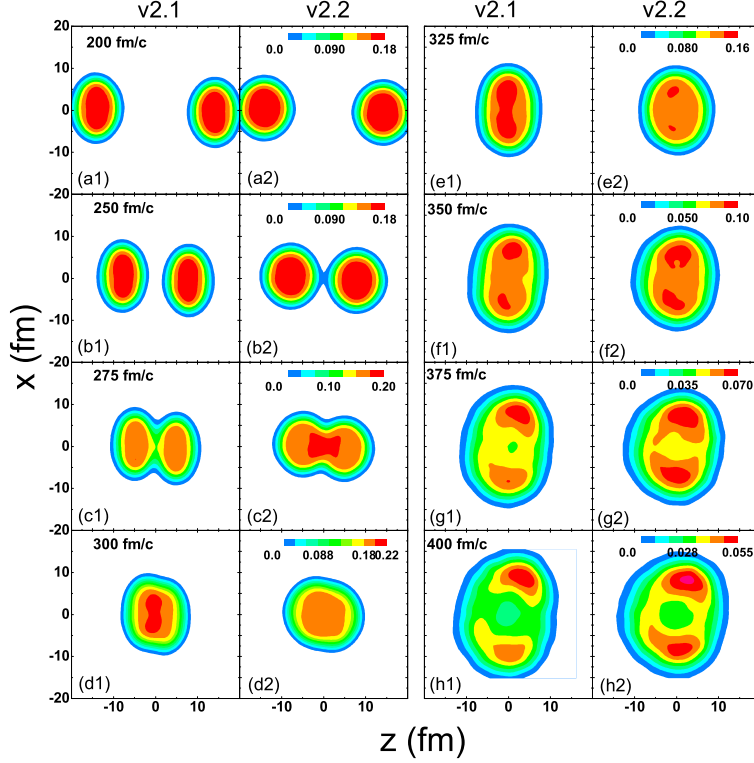 v2.1 v2.2 v2.1 v2.2
20 200 fm/c 0.0 0.090 0.18 325 fm/c 0.0 0.080 0.16
10
0
-10
(a1) (a2) (e1) (e2)
-20
20 250 fm/c 0.0 0.090 0.18 350 fm/c 0.0 0.050 0.10
10
0
-10
(b1) (b2) (f1) (f2)
-20
x (fm)
20 275 fm/c 0.0 0.10 0.20 375 fm/c 0.0 0.035 0.070
10
0
-10
(c1) (c2) (g1) (g2)
-20
20 300 fm/c 0.0 0.088 0.18 0.22 400 fm/c 0.0 0.028 0.055
10
0
-10
(d1) (d2) (h1) (h2)
-20
-10 0 10 -10 0 10 -10 0 10 -10 0 10
z (fm)